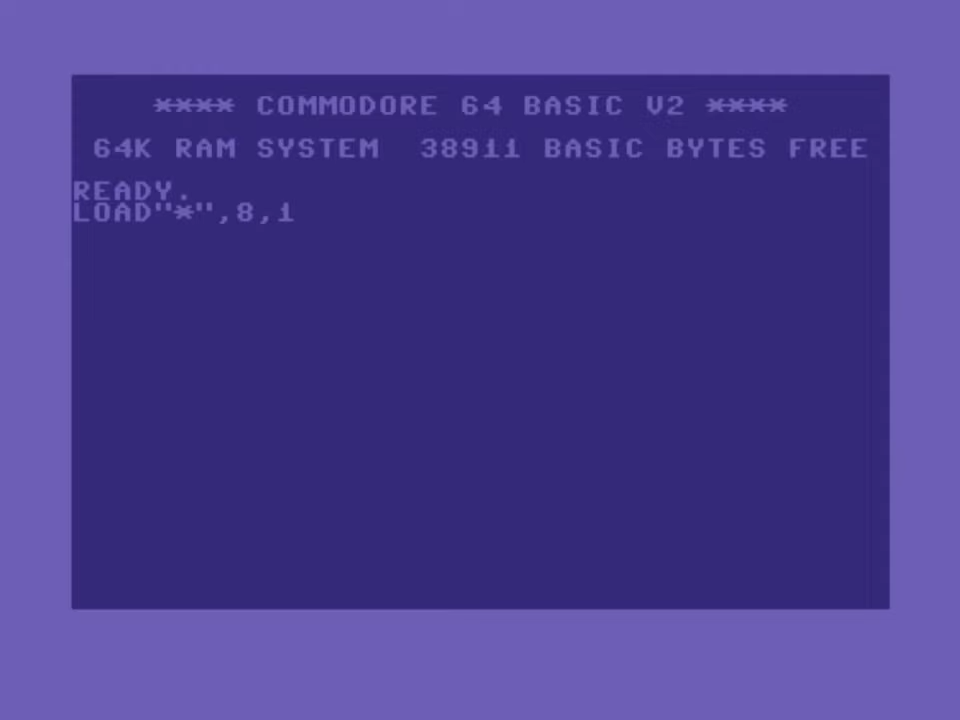 **** COMMODORE 64 BASIC V2 ****
64K RAM SYSTEM  38911 BASIC BYTES FREE
READY.
LOAD"*",8,1